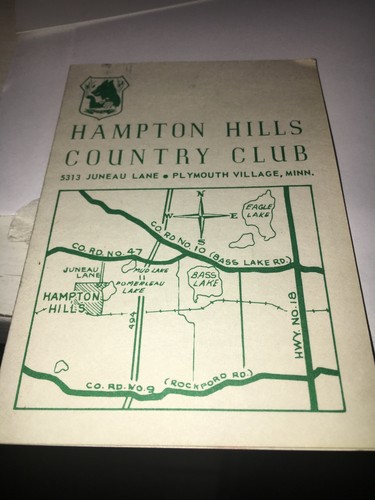 HAMPTON HILLS
COUNTRY CLUB
5313 JUNEAU LANE • PLYMOUTH VILLAGE, MINN.
N
W E
S
EAGLE
LAKE
CO. RD. NO. 10 (BASS LAKE RD.)
CO. RD. NO. 47
MUD LAKE
JUNEAU
LANE
POMERLEAU
LAKE
BASS
LAKE
HAMPTON
HILLS
494
HWY. NO. 18
CO. RD. NO. 9 (ROCKFORD RD.)